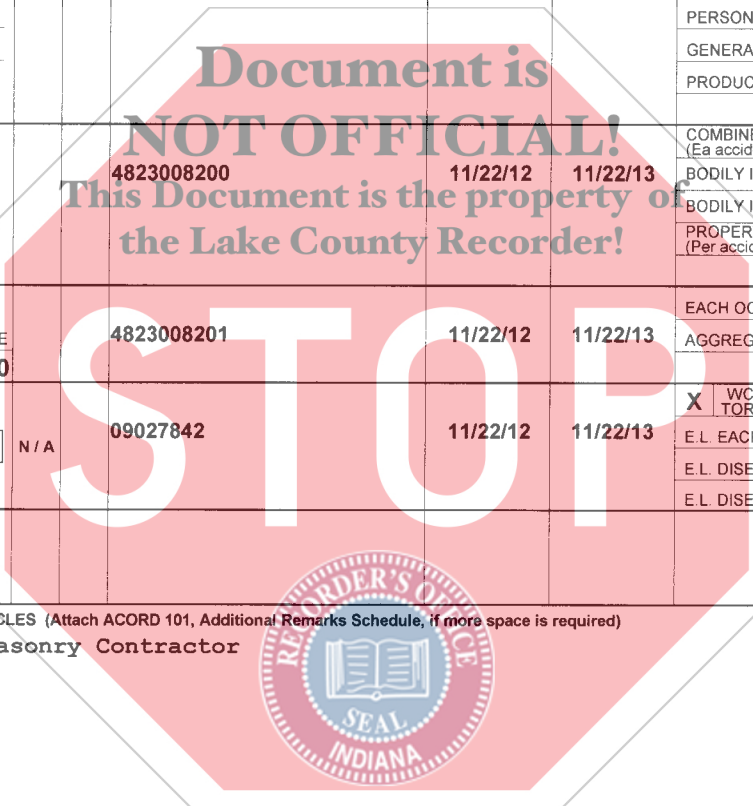 PERSON
GENERA
PRODUC
Document is
NOT OFFICIAL!
This Document is the property of
the Lake County Recorder!
COMBINE
(Ea accid
4823008200 11/22/12 11/22/13 BODILY I
BODILY I
PROPER
(Per accid
EACH OC
E 4823008201 11/22/12 11/22/13 AGGREG
0
X WC
TOR
N / A 09027842 11/22/12 11/22/13 E.L. EACH
E.L. DISE
E.L. DISE
STOP
CLES (Attach ACORD 101, Additional Remarks Schedule, if more space is required)
asonry Contractor
RECORDER'S OFFICE
SEAL
INDIANA